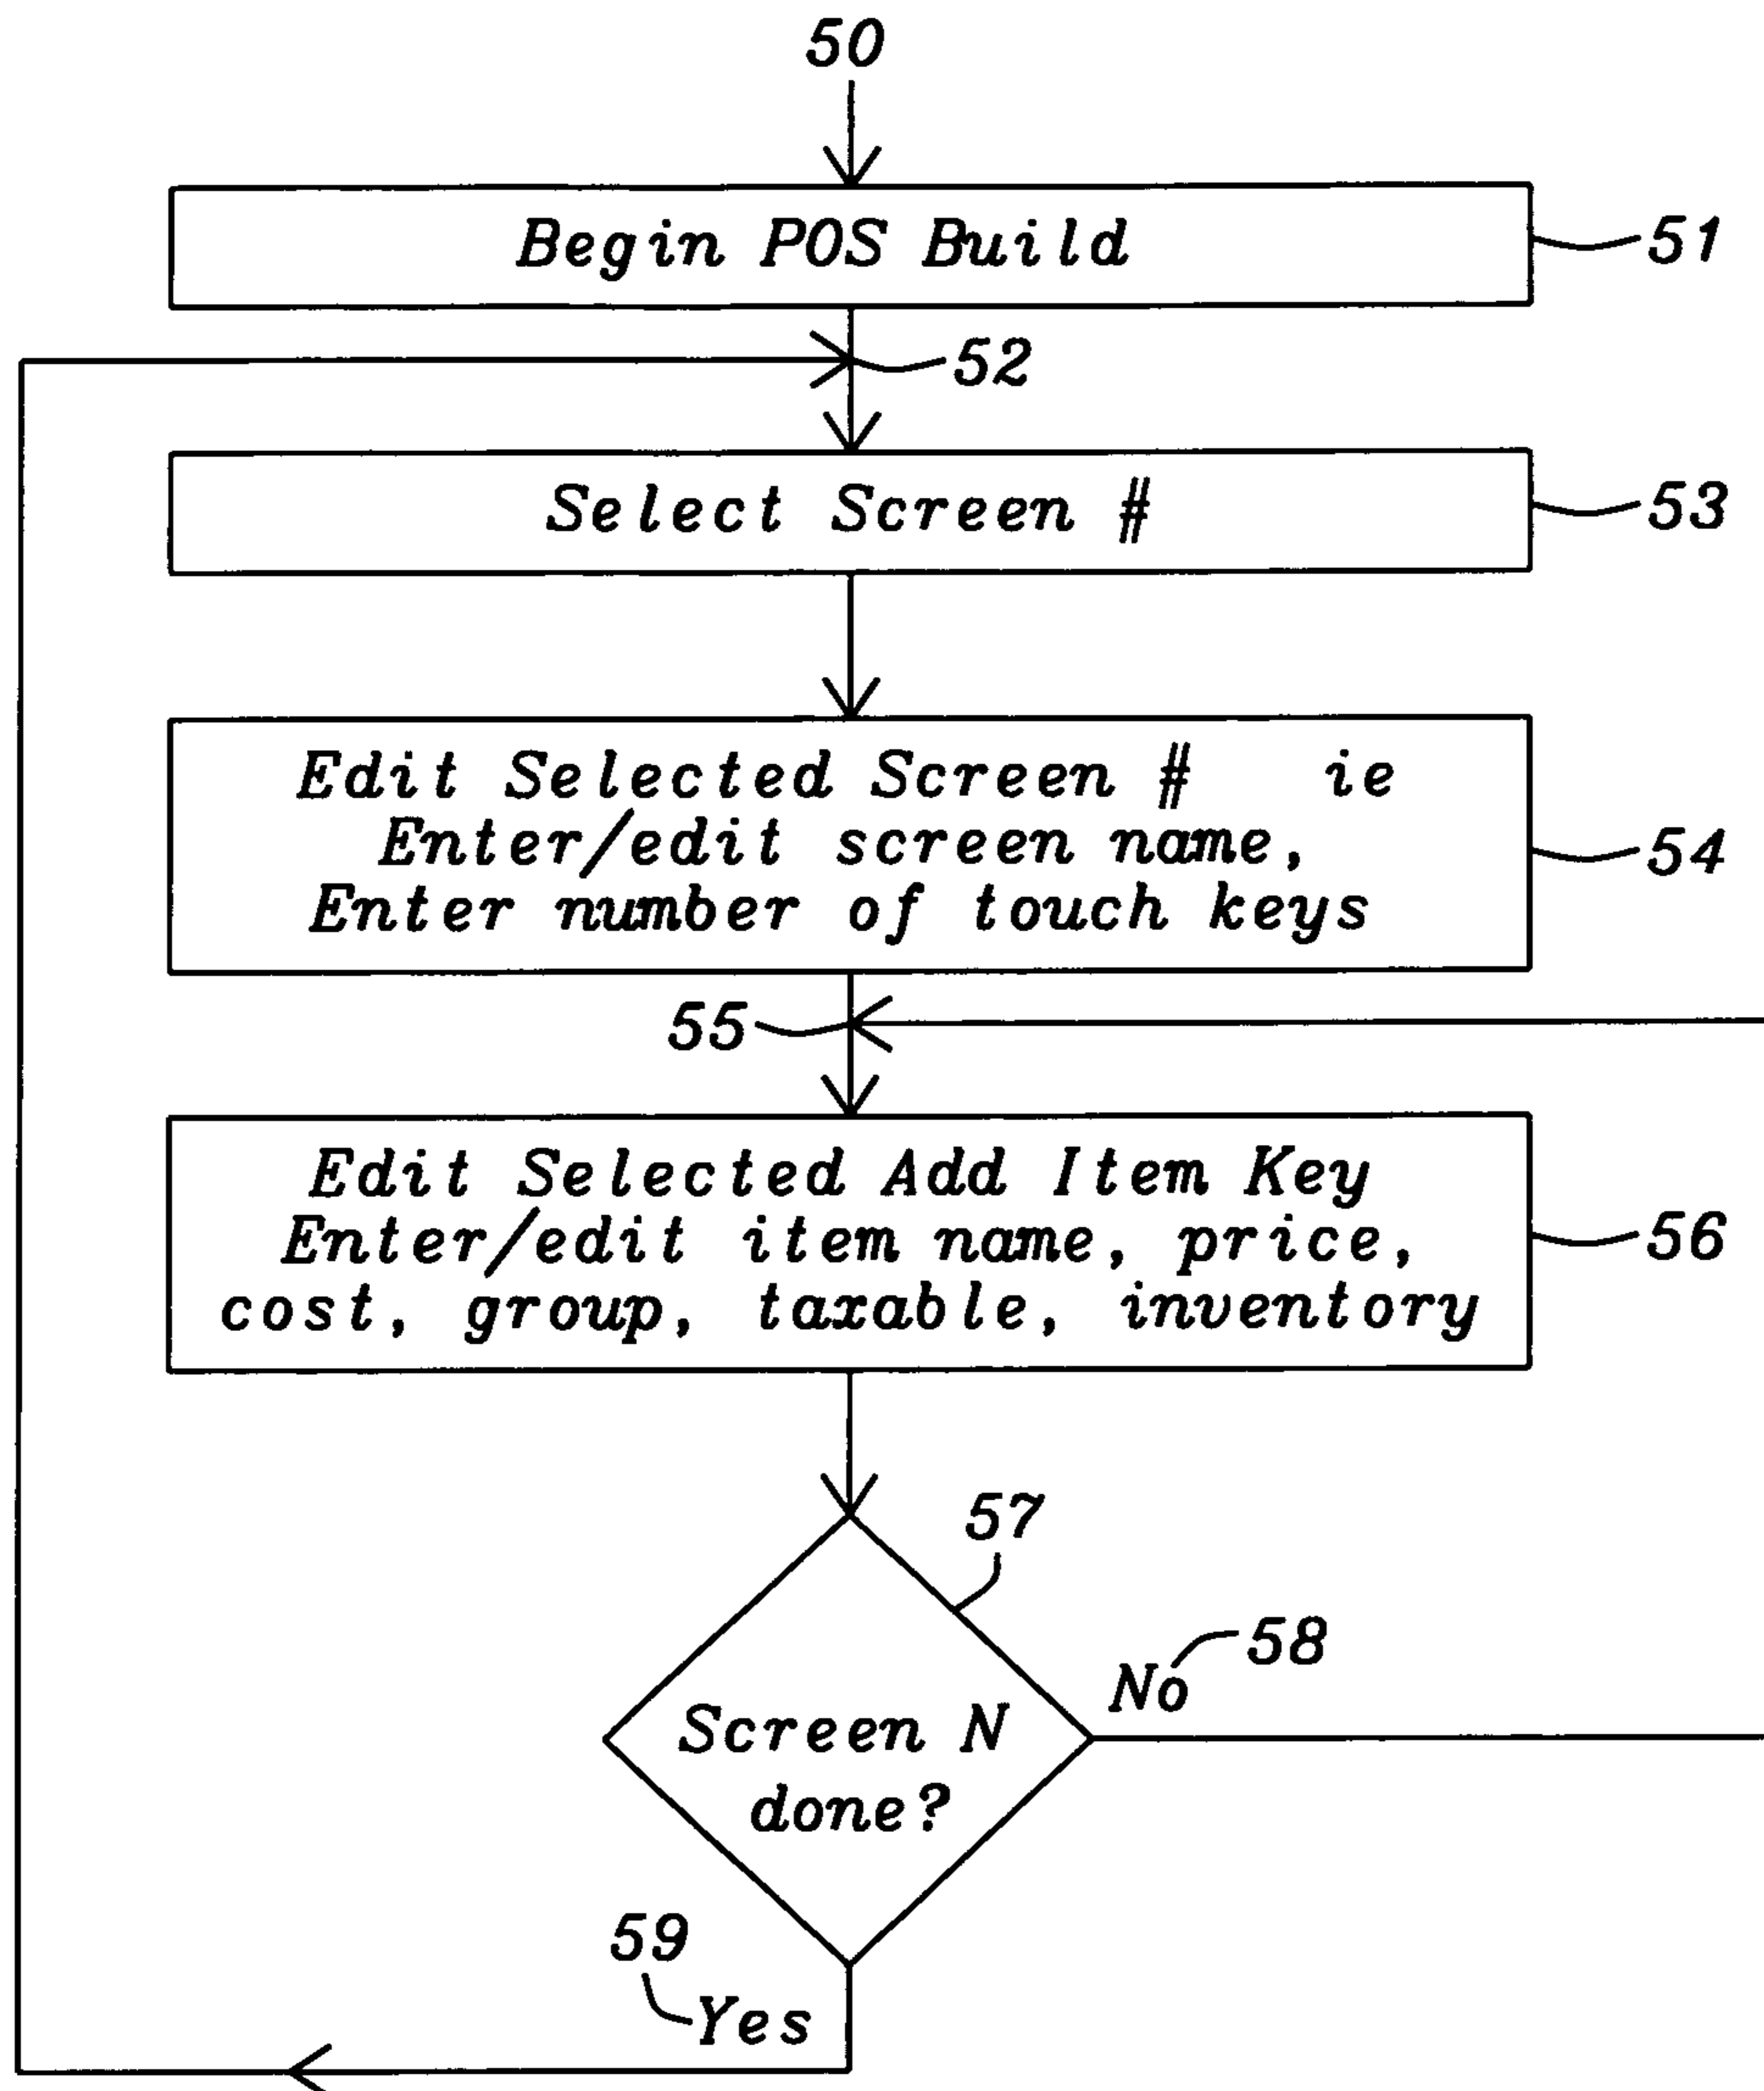 50
Begin POS Build
51
52
Select Screen #
53
Edit Selected Screen # ie
Enter/edit screen name,
Enter number of touch keys
54
55
Edit Selected Add Item Key
Enter/edit item name, price,
cost, group, taxable, inventory
56
57
58
No
Screen N
done?
59
Yes